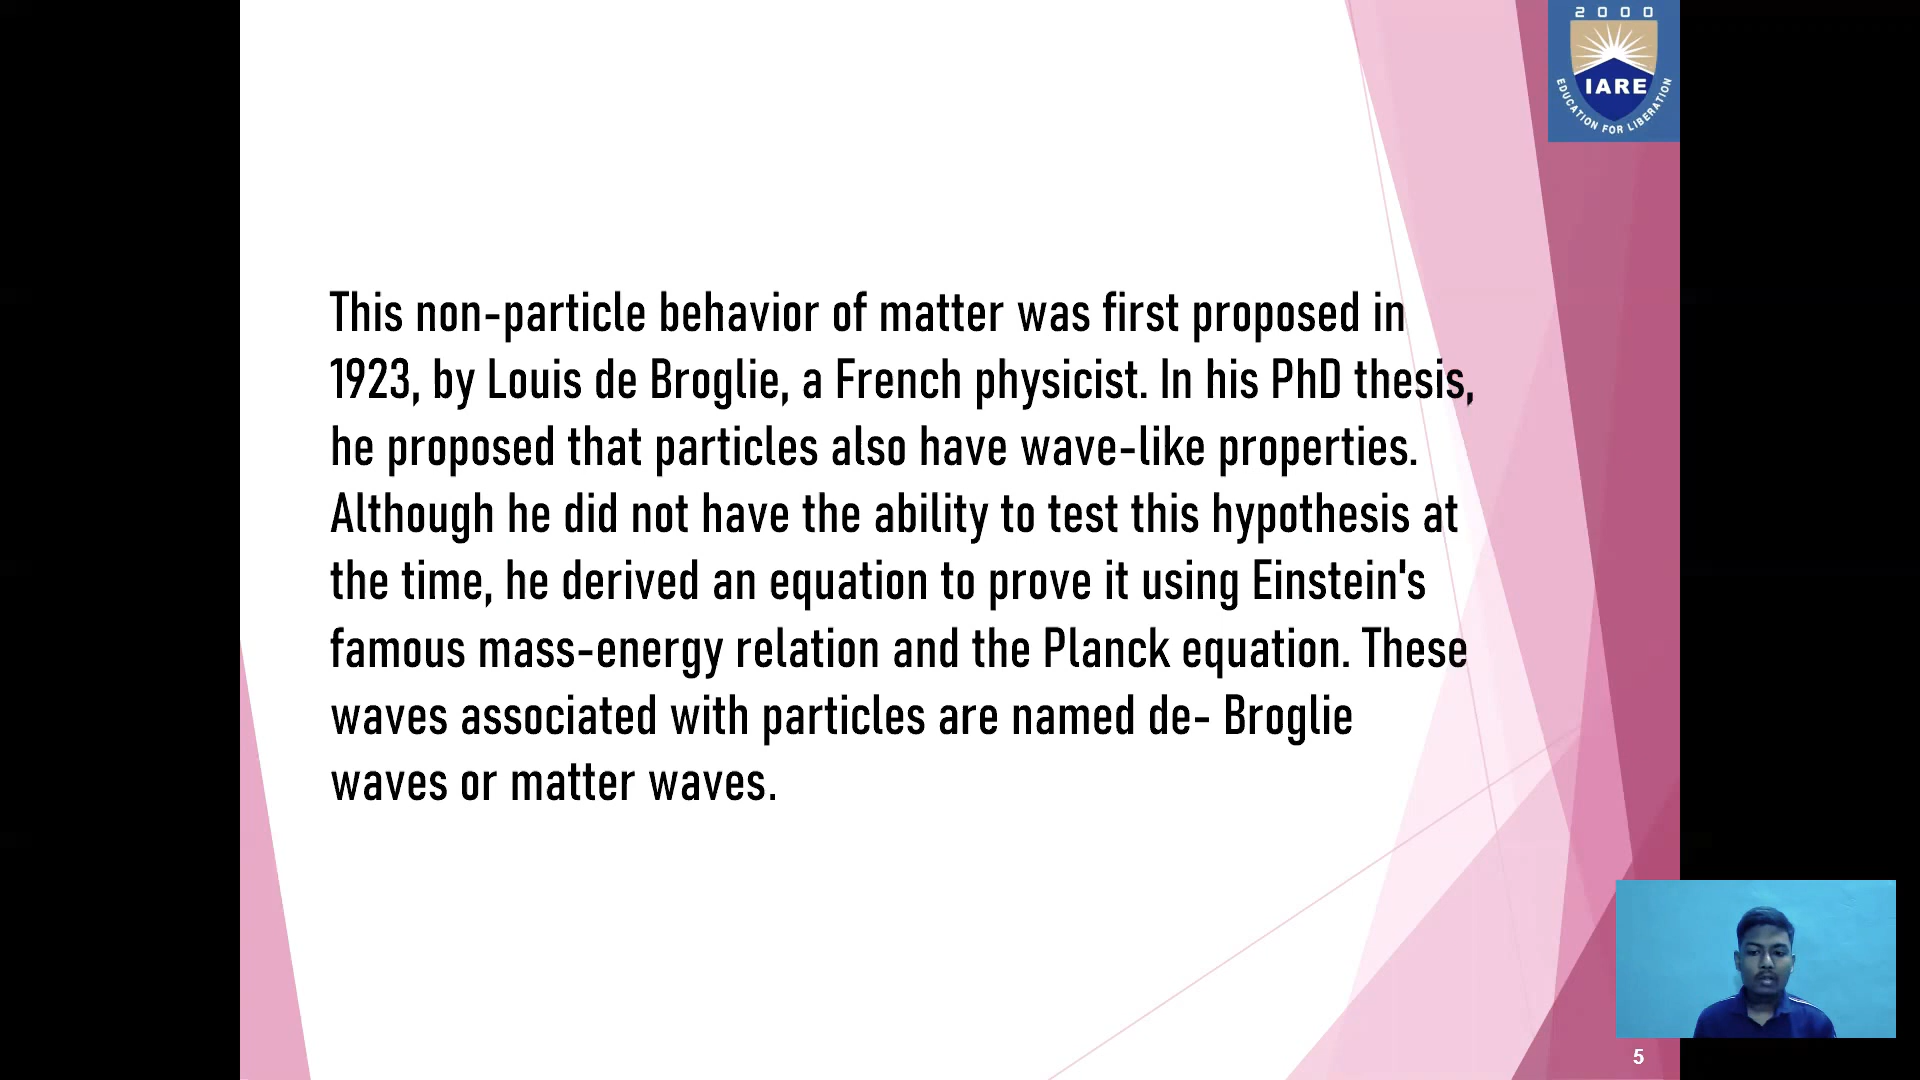 2000
IARE
EDUCATION FOR LIBERATION
This non-particle behavior of matter was first proposed in
1923, by Louis de Broglie, a French physicist. In his PhD thesis,
he proposed that particles also have wave-like properties.
Although he did not have the ability to test this hypothesis at
the time, he derived an equation to prove it using Einstein's
famous mass-energy relation and the Planck equation. These
waves associated with particles are named de- Broglie
waves or matter waves.
5